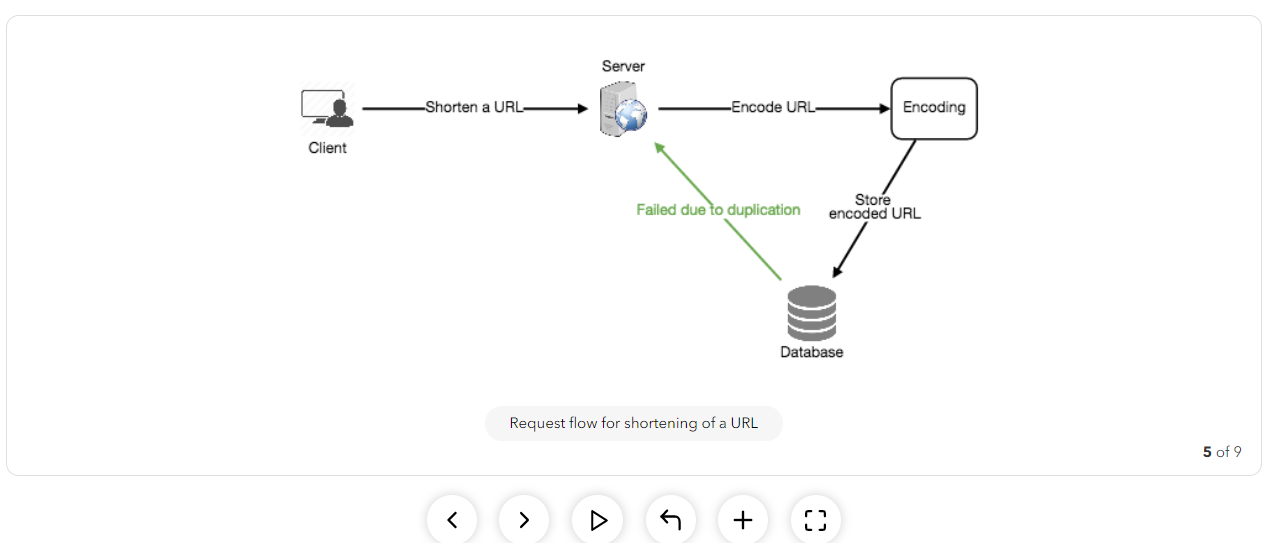 Server
Shorten a URL
Encode URL
Encoding
Client
Failed due to duplication
Store
encoded URL
Database
Request flow for shortening of a URL
5 of 9